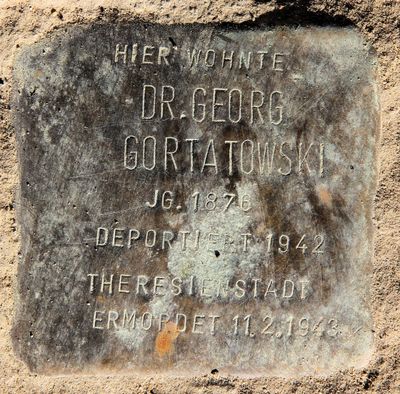 HIER WOHNTE
DR. GEORG
GORTATOWSKI
JG. 1876
DEPORTIERT 1942
THERESIENSTADT
ERMORDET 11.2.1943